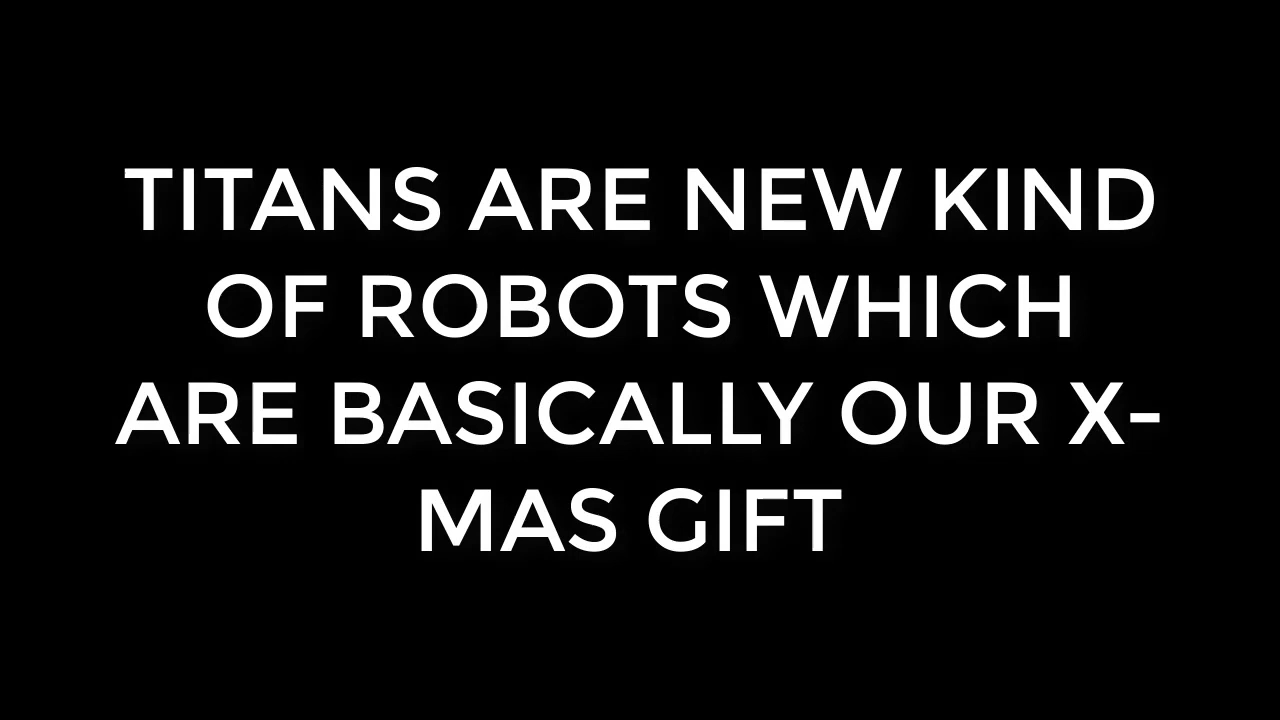 TITANS ARE NEW KIND
OF ROBOTS WHICH
ARE BASICALLY OUR X-
MAS GIFT